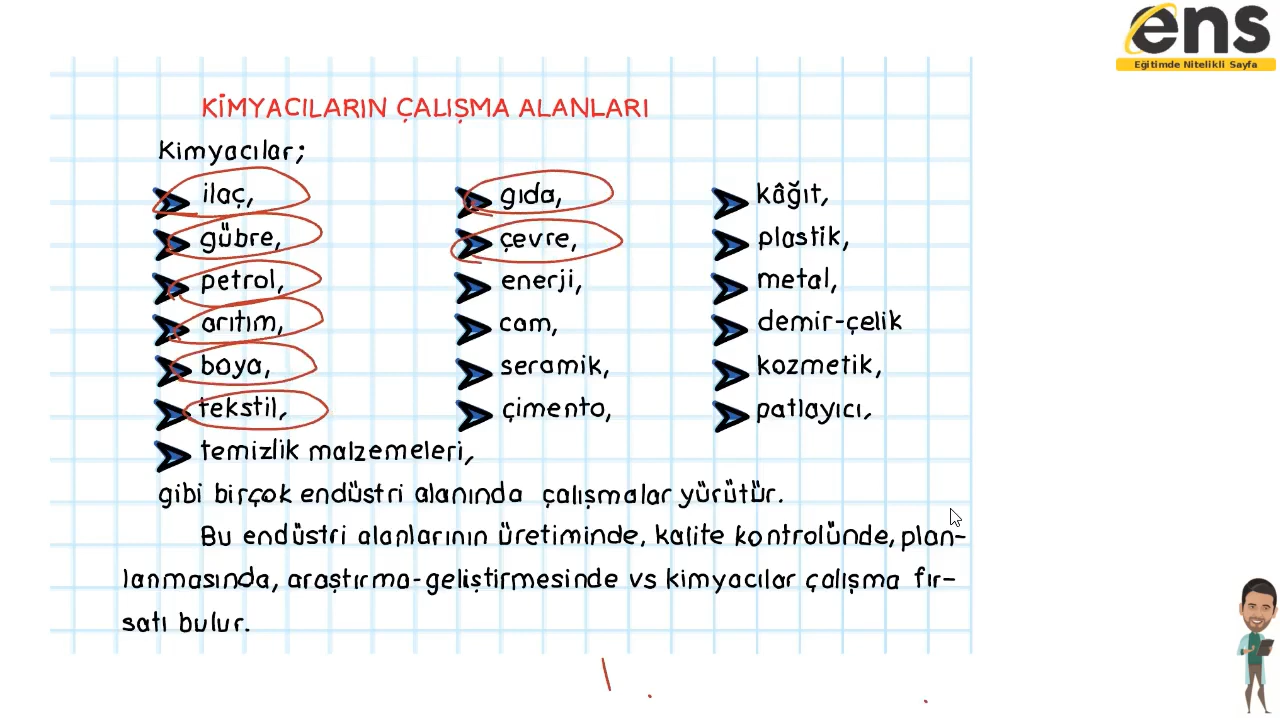 ens
Eğitimde Nitelikli Sayfa
KİMYACILARIN ÇALIŞMA ALANLARI
Kimyacılar;
ilaç, gıda, kâğıt,
gübre, çevre, plastik,
petrol, enerji, metal,
arıtım, cam, demir-çelik
boya, seramik, kozmetik,
tekstil, çimento, patlayıcı,
temizlik malzemeleri,
gibi birçok endüstri alanında çalışmalar yürütür.
Bu endüstri alanlarının üretiminde, kalite kontrolünde, plan-
lanmasında, araştırma-geliştirmesinde vs kimyacılar çalışma fır-
satı bulur.